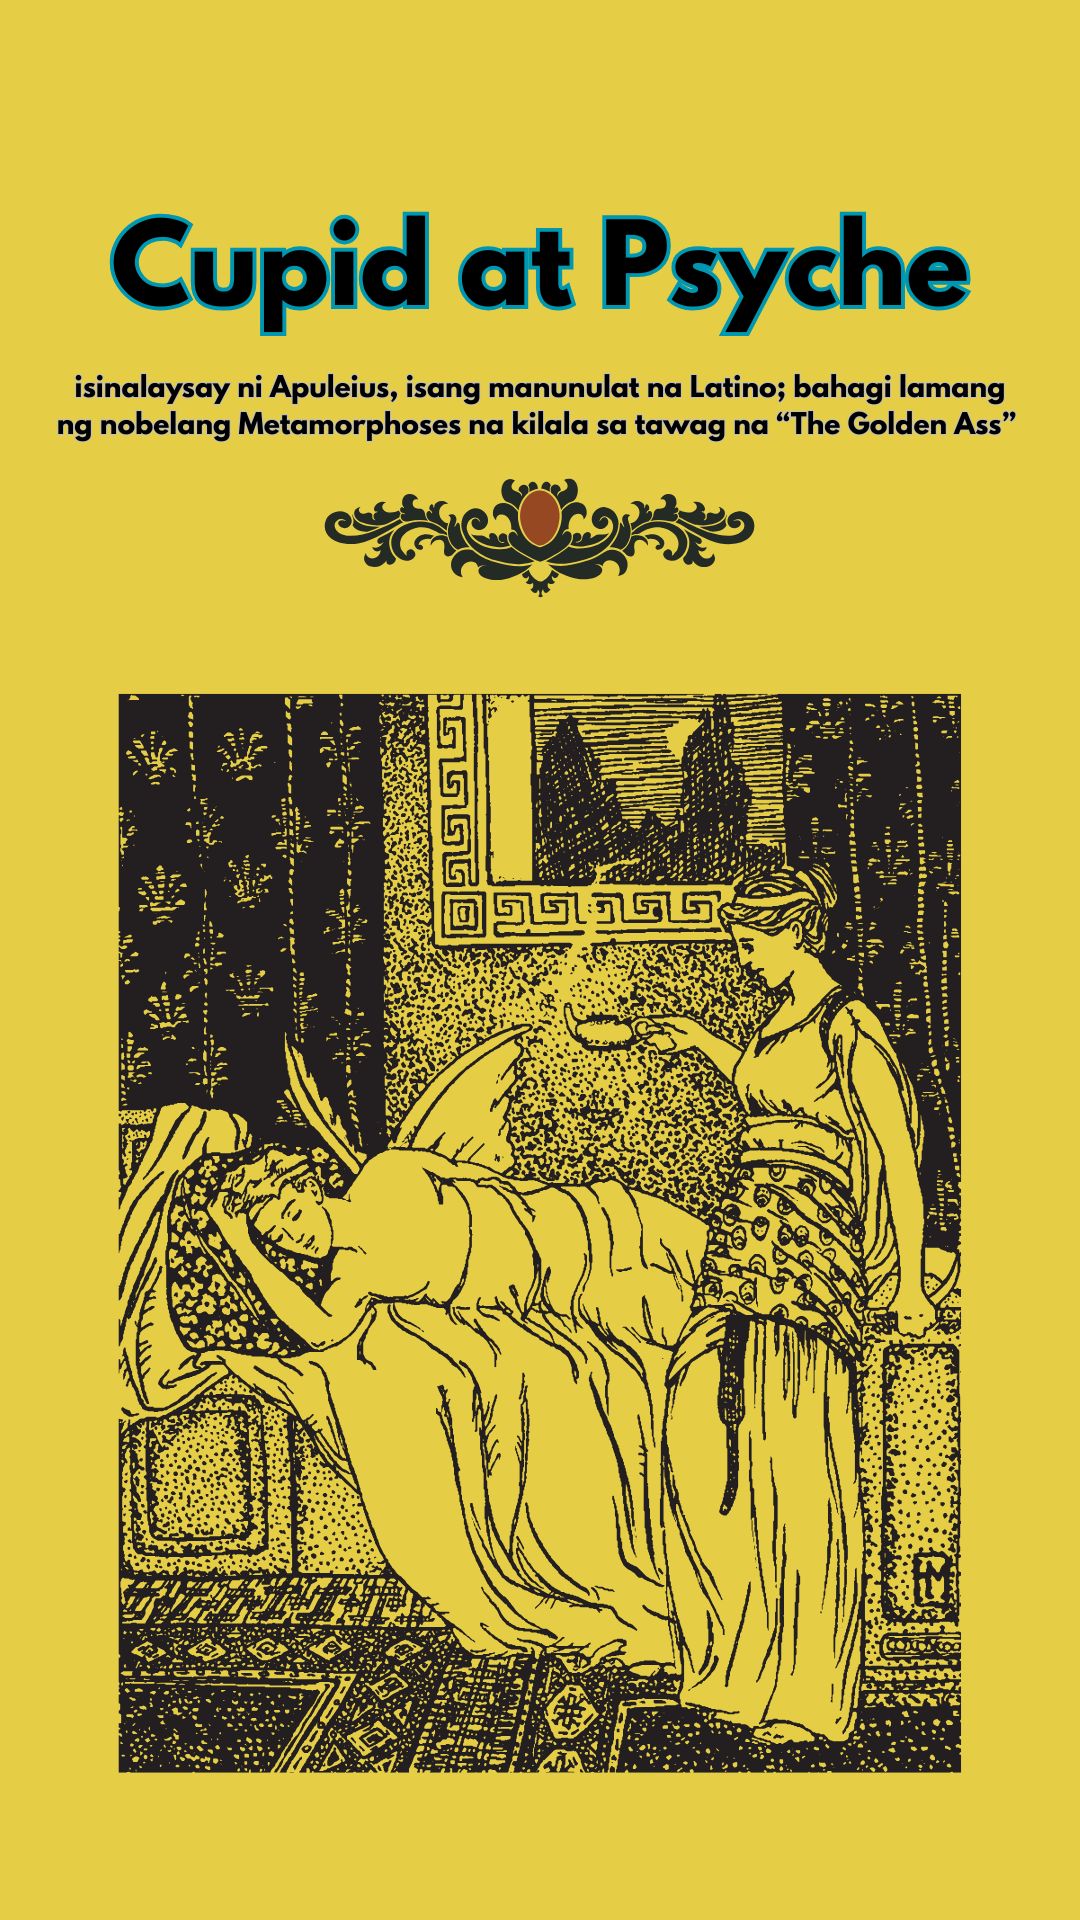 Cupid at Psyche
isinalaysay ni Apuleius, isang manunulat na Latino; bahagi lamang
ng nobelang Metamorphoses na kilala sa tawag na “The Golden Ass”